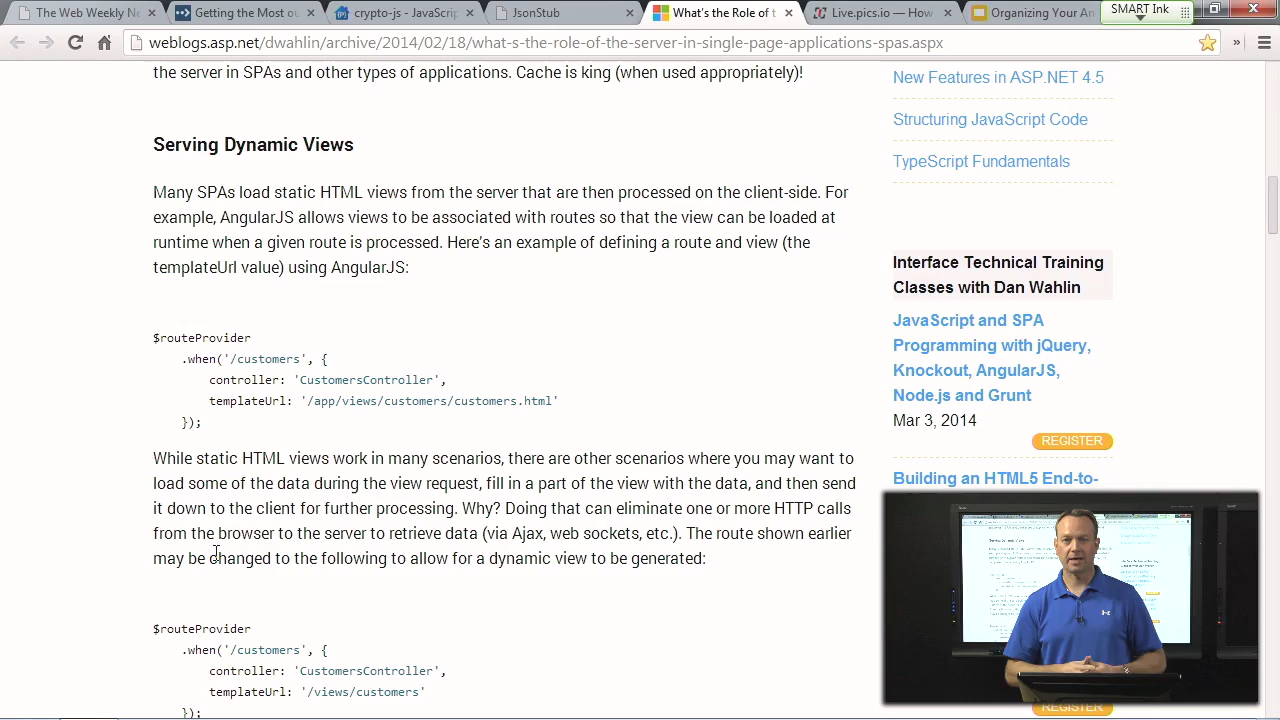 The Web Weekly Ne
Getting the Most ou
crypto-js - JavaScrip
JsonStub
What's the Role of t
Live.pics.io — How
Organizing Your An
SMART Ink
weblogs.asp.net/dwahlin/archive/2014/02/18/what-s-the-role-of-the-server-in-single-page-applications-spas.aspx
the server in SPAs and other types of applications. Cache is king (when used appropriately)!
Serving Dynamic Views
Many SPAs load static HTML views from the server that are then processed on the client-side. For
example, AngularJS allows views to be associated with routes so that the view can be loaded at
runtime when a given route is processed. Here's an example of defining a route and view (the
templateUrl value) using AngularJS:
$routeProvider
.when('/customers', {
controller: 'CustomersController',
templateUrl: '/app/views/customers/customers.html'
});
While static HTML views work in many scenarios, there are other scenarios where you may want to
load some of the data during the view request, fill in a part of the view with the data, and then send
it down to the client for further processing. Why? Doing that can eliminate one or more HTTP calls
from the browser to the server to retrieve data (via Ajax, web sockets, etc.). The route shown earlier
may be changed to the following to allow for a dynamic view to be generated:
$routeProvider
.when('/customers', {
controller: 'CustomersController',
templateUrl: '/views/customers'
});
New Features in ASP.NET 4.5
Structuring JavaScript Code
TypeScript Fundamentals
Interface Technical Training
Classes with Dan Wahlin
JavaScript and SPA
Programming with jQuery,
Knockout, AngularJS,
Node.js and Grunt
Mar 3, 2014
REGISTER
Building an HTML5 End-to-
REGISTER